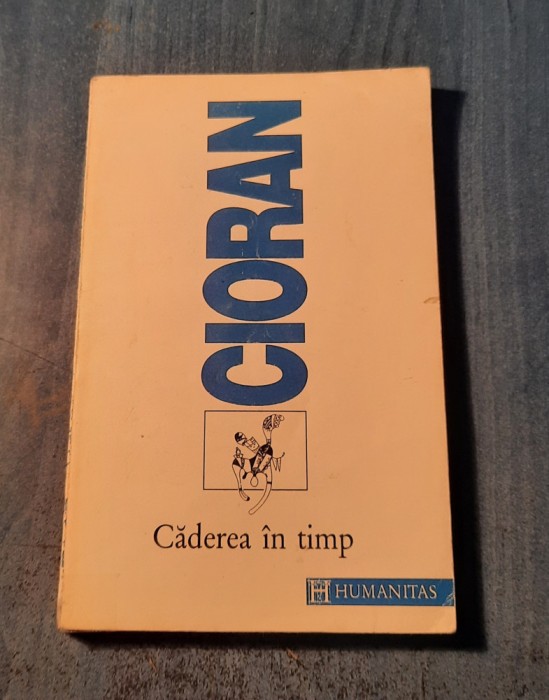 CIORAN
Căderea în timp
HUMANITAS